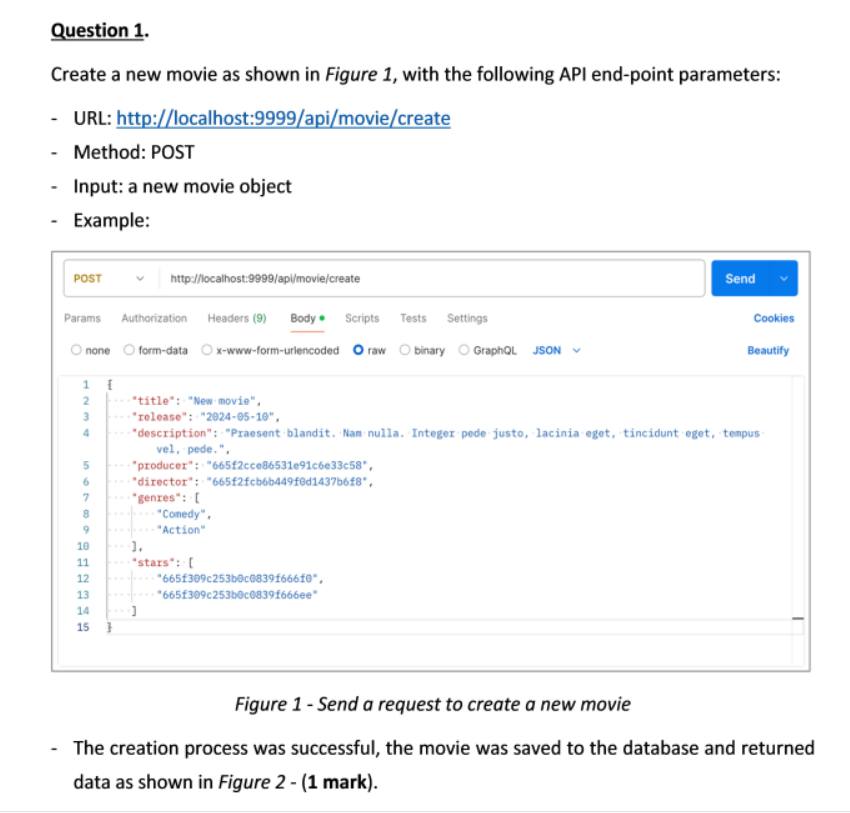 Question 1.
Create a new movie as shown in Figure 1, with the following API end-point parameters:
- URL: http://localhost:9999/api/movie/create
- Method: POST
- Input: a new movie object
- Example:
POST http://localhost:9999/api/movie/create Send
Params Authorization Headers (9) Body Scripts Tests Settings Cookies
none form-data x-www-form-urlencoded raw binary GraphQL JSON Beautify
1 {
2 "title": "New movie",
3 "release": "2024-05-10",
4 "description": "Praesent blandit. Nam nulla. Integer pede justo, lacinia eget, tincidunt eget, tempus
vel, pede.",
5 "producer": "665f2cce86531e91c6e33c58",
6 "director": "665f2fcb6b449f0d1437b6f8",
7 "genres": [
8 "Comedy",
9 "Action"
10 ],
11 "stars": [
12 "665f309c253b0c0839f666f0",
13 "665f309c253b0c0839f666ee"
14 ]
15 }
Figure 1 - Send a request to create a new movie
- The creation process was successful, the movie was saved to the database and returned
data as shown in Figure 2 - (1 mark).